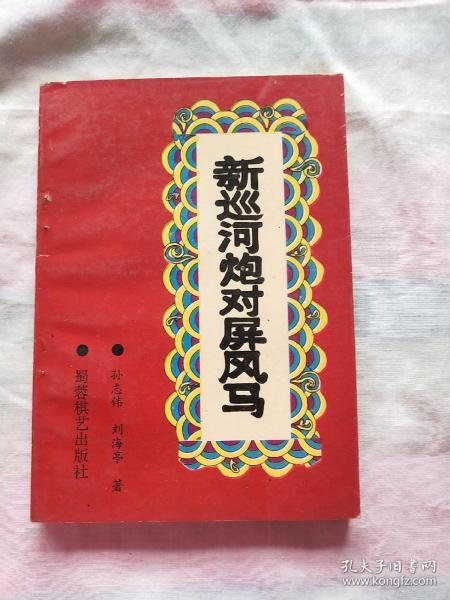 新巡河炮对屏风马
孙志伟 刘海亭 著
蜀蓉棋艺出版社
孔夫子旧书网
www.kongfz.com